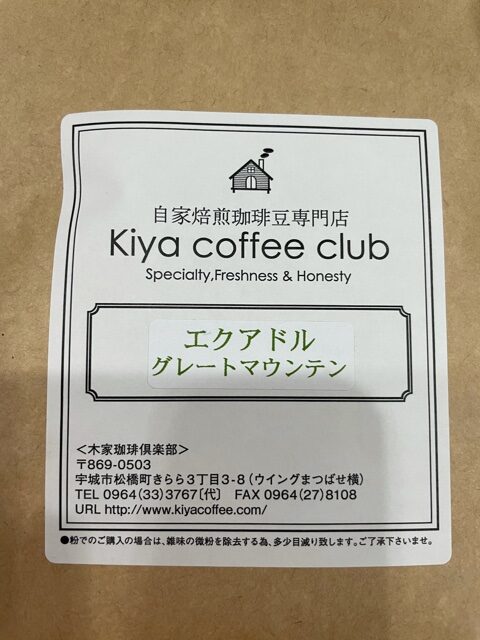 自家焙煎珈琲豆専門店
Kiya coffee club
Specialty,Freshness & Honesty
エクアドル
グレートマウンテン
<木家珈琲倶楽部>
〒869-0503
宇城市松橋町きらら3丁目3-8(ウイングまつばせ横)
TEL 0964(33)3767〔代〕 FAX 0964(27)8108
URL http://www.kiyacoffee.com/
●粉でのご購入の場合は、雑味の微粉を除去する為、多少目減り致します。ご了承下さいませ。